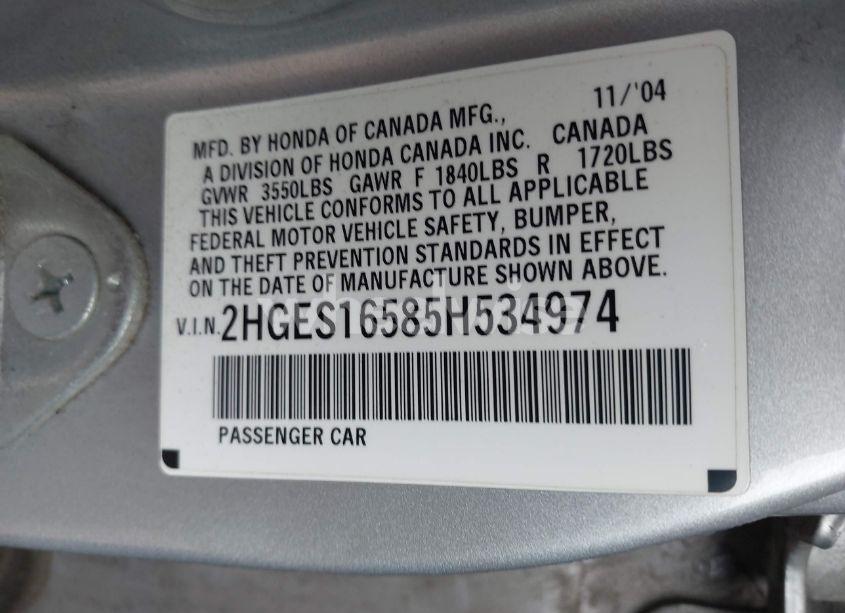 11/'04
MFD. BY HONDA OF CANADA MFG.,
A DIVISION OF HONDA CANADA INC. CANADA
GVWR 3550LBS GAWR F 1840LBS R 1720LBS
THIS VEHICLE CONFORMS TO ALL APPLICABLE
FEDERAL MOTOR VEHICLE SAFETY, BUMPER,
AND THEFT PREVENTION STANDARDS IN EFFECT
ON THE DATE OF MANUFACTURE SHOWN ABOVE.
V.I.N. 2HGES16585H534974
PASSENGER CAR